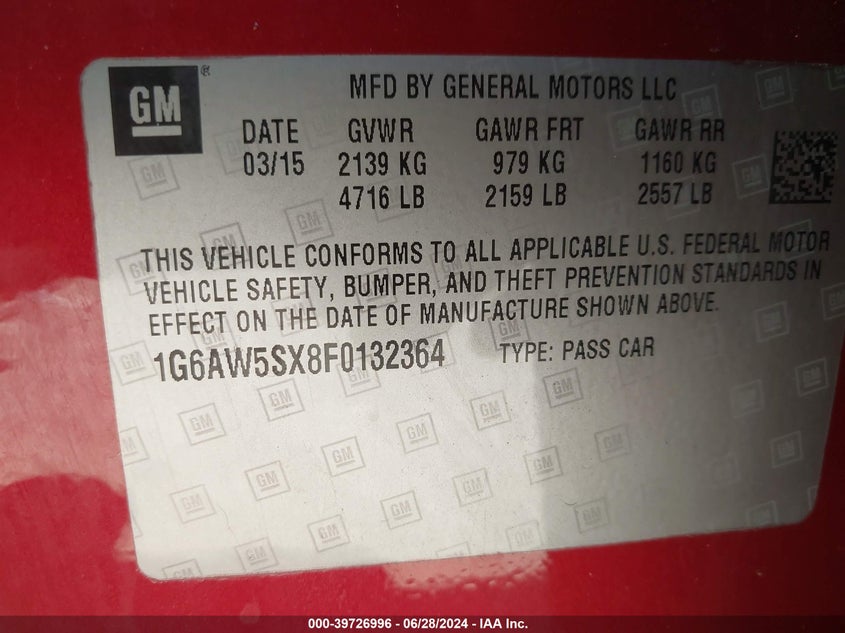 GM ® MFD BY GENERAL MOTORS LLC
DATE GVWR GAWR FRT GAWR RR
03/15 2139 KG 979 KG 1160 KG
4716 LB 2159 LB 2557 LB
THIS VEHICLE CONFORMS TO ALL APPLICABLE U.S. FEDERAL MOTOR
VEHICLE SAFETY, BUMPER, AND THEFT PREVENTION STANDARDS IN
EFFECT ON THE DATE OF MANUFACTURE SHOWN ABOVE.
1G6AW5SX8F0132364 TYPE: PASS CAR
000-39726996 - 06/28/2024 - IAA Inc.